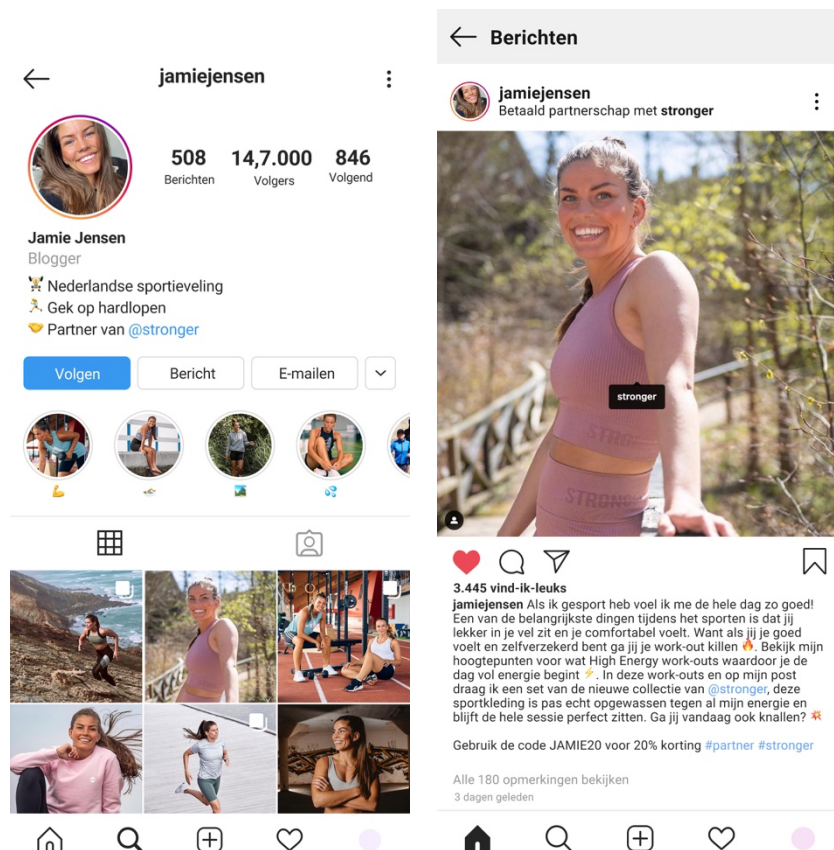 jamiejensen
508 14,7.000 846
Berichten Volgers Volgend
Jamie Jensen
Blogger
Nederlandse sportieveling
Gek op hardlopen
Partner van @stronger
Volgen Bericht E-mailen
Berichten
jamiejensen
Betaald partnerschap met stronger
stronger
STRONG
STRONG
3.445 vind-ik-leuks
jamiejensen Als ik gesport heb voel ik me de hele dag zo goed!
Een van de belangrijkste dingen tijdens het sporten is dat jij
lekker in je vel zit en je comfortabel voelt. Want als jij je goed
voelt en zelfverzekerd bent ga jij je work-out killen 🔥. Bekijk mijn
hoogtepunten voor wat High Energy work-outs waardoor je de
dag vol energie begint ⚡. In deze work-outs en op mijn post
draag ik een set van de nieuwe collectie van @stronger, deze
sportkleding is pas echt opgewassen tegen al mijn energie en
blijft de hele sessie perfect zitten. Ga jij vandaag ook knallen? 💥
Gebruik de code JAMIE20 voor 20% korting #partner #stronger
Alle 180 opmerkingen bekijken
3 dagen geleden